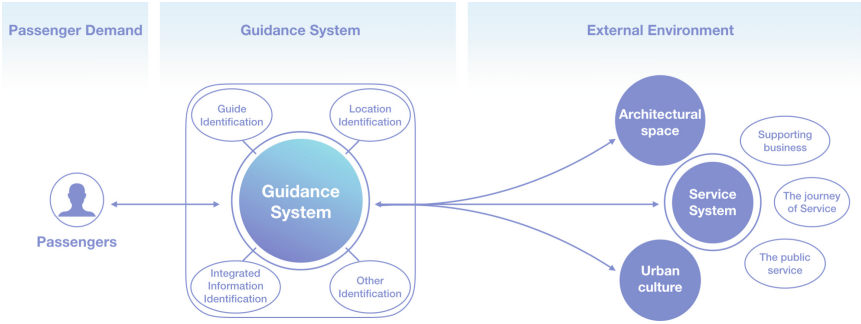 Passenger Demand
Guidance System
External Environment
Guide
Identification
Location
Identification
Guidance
System
Integrated
Information
Identification
Other
Identification
Passengers
Architectural
space
Service
System
Urban
culture
Supporting
business
The journey
of Service
The public
service